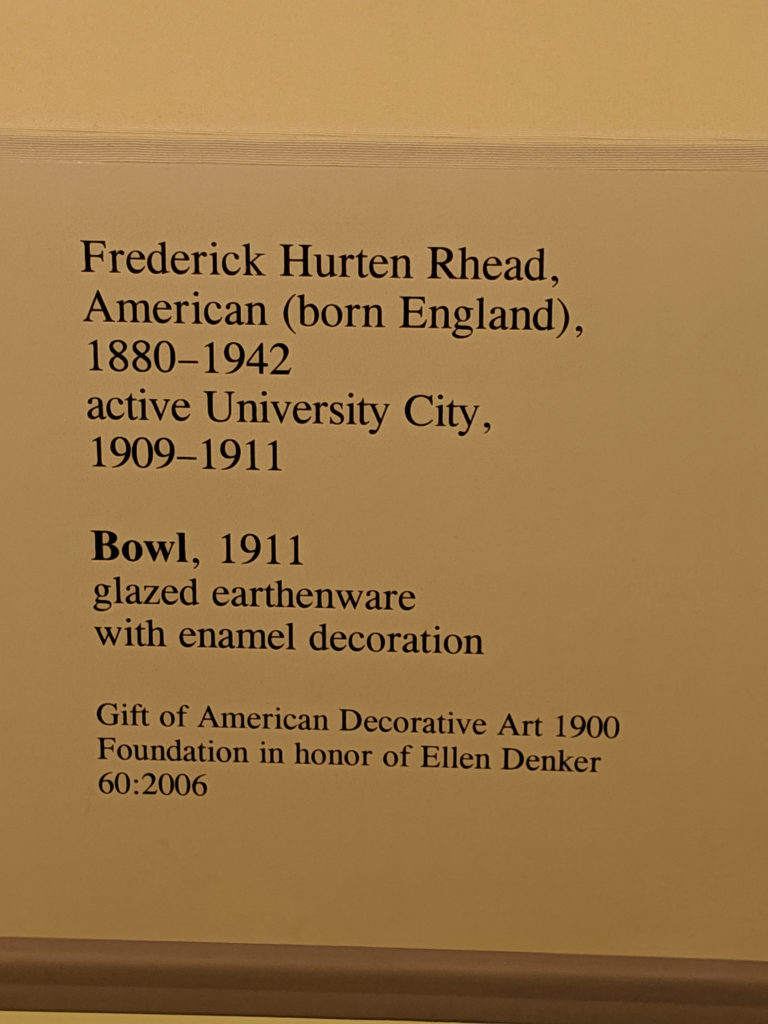 Frederick Hurten Rhead,
American (born England),
1880–1942
active University City,
1909–1911
Bowl, 1911
glazed earthenware
with enamel decoration
Gift of American Decorative Art 1900
Foundation in honor of Ellen Denker
60:2006